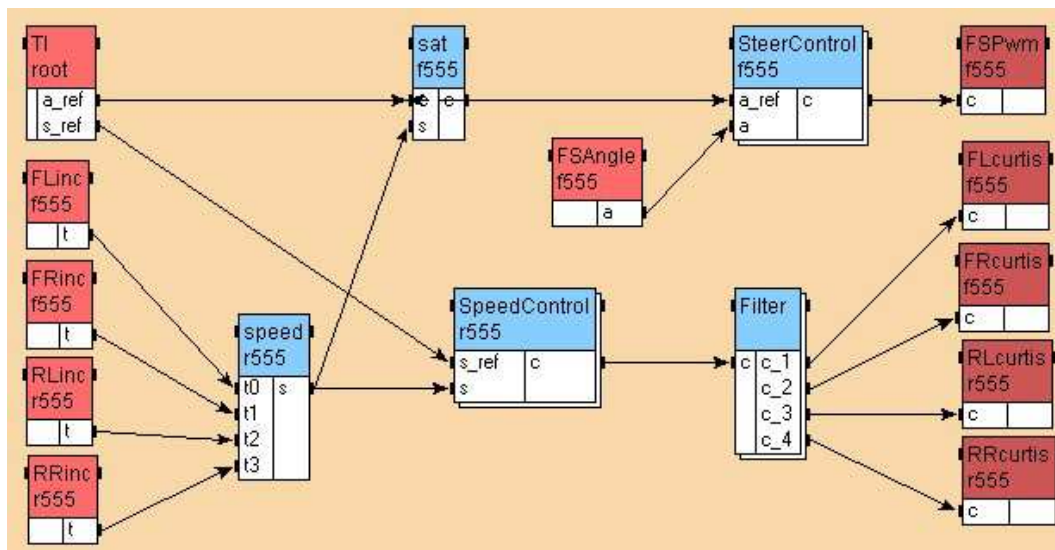 TI
root
a_ref
s_ref
sat
f555
e e
s
SteerControl
f555
a_ref c
a
FSPwm
f555
c
FSAngle
f555
a
FLinc
f555
t
FRinc
f555
t
RLinc
r555
t
RRinc
r555
t
speed
r555
t0 s
t1
t2
t3
SpeedControl
r555
s_ref c
s
Filter
c c_1
c_2
c_3
c_4
FLcurtis
f555
c
FRcurtis
f555
c
RLcurtis
r555
c
RRcurtis
r555
c